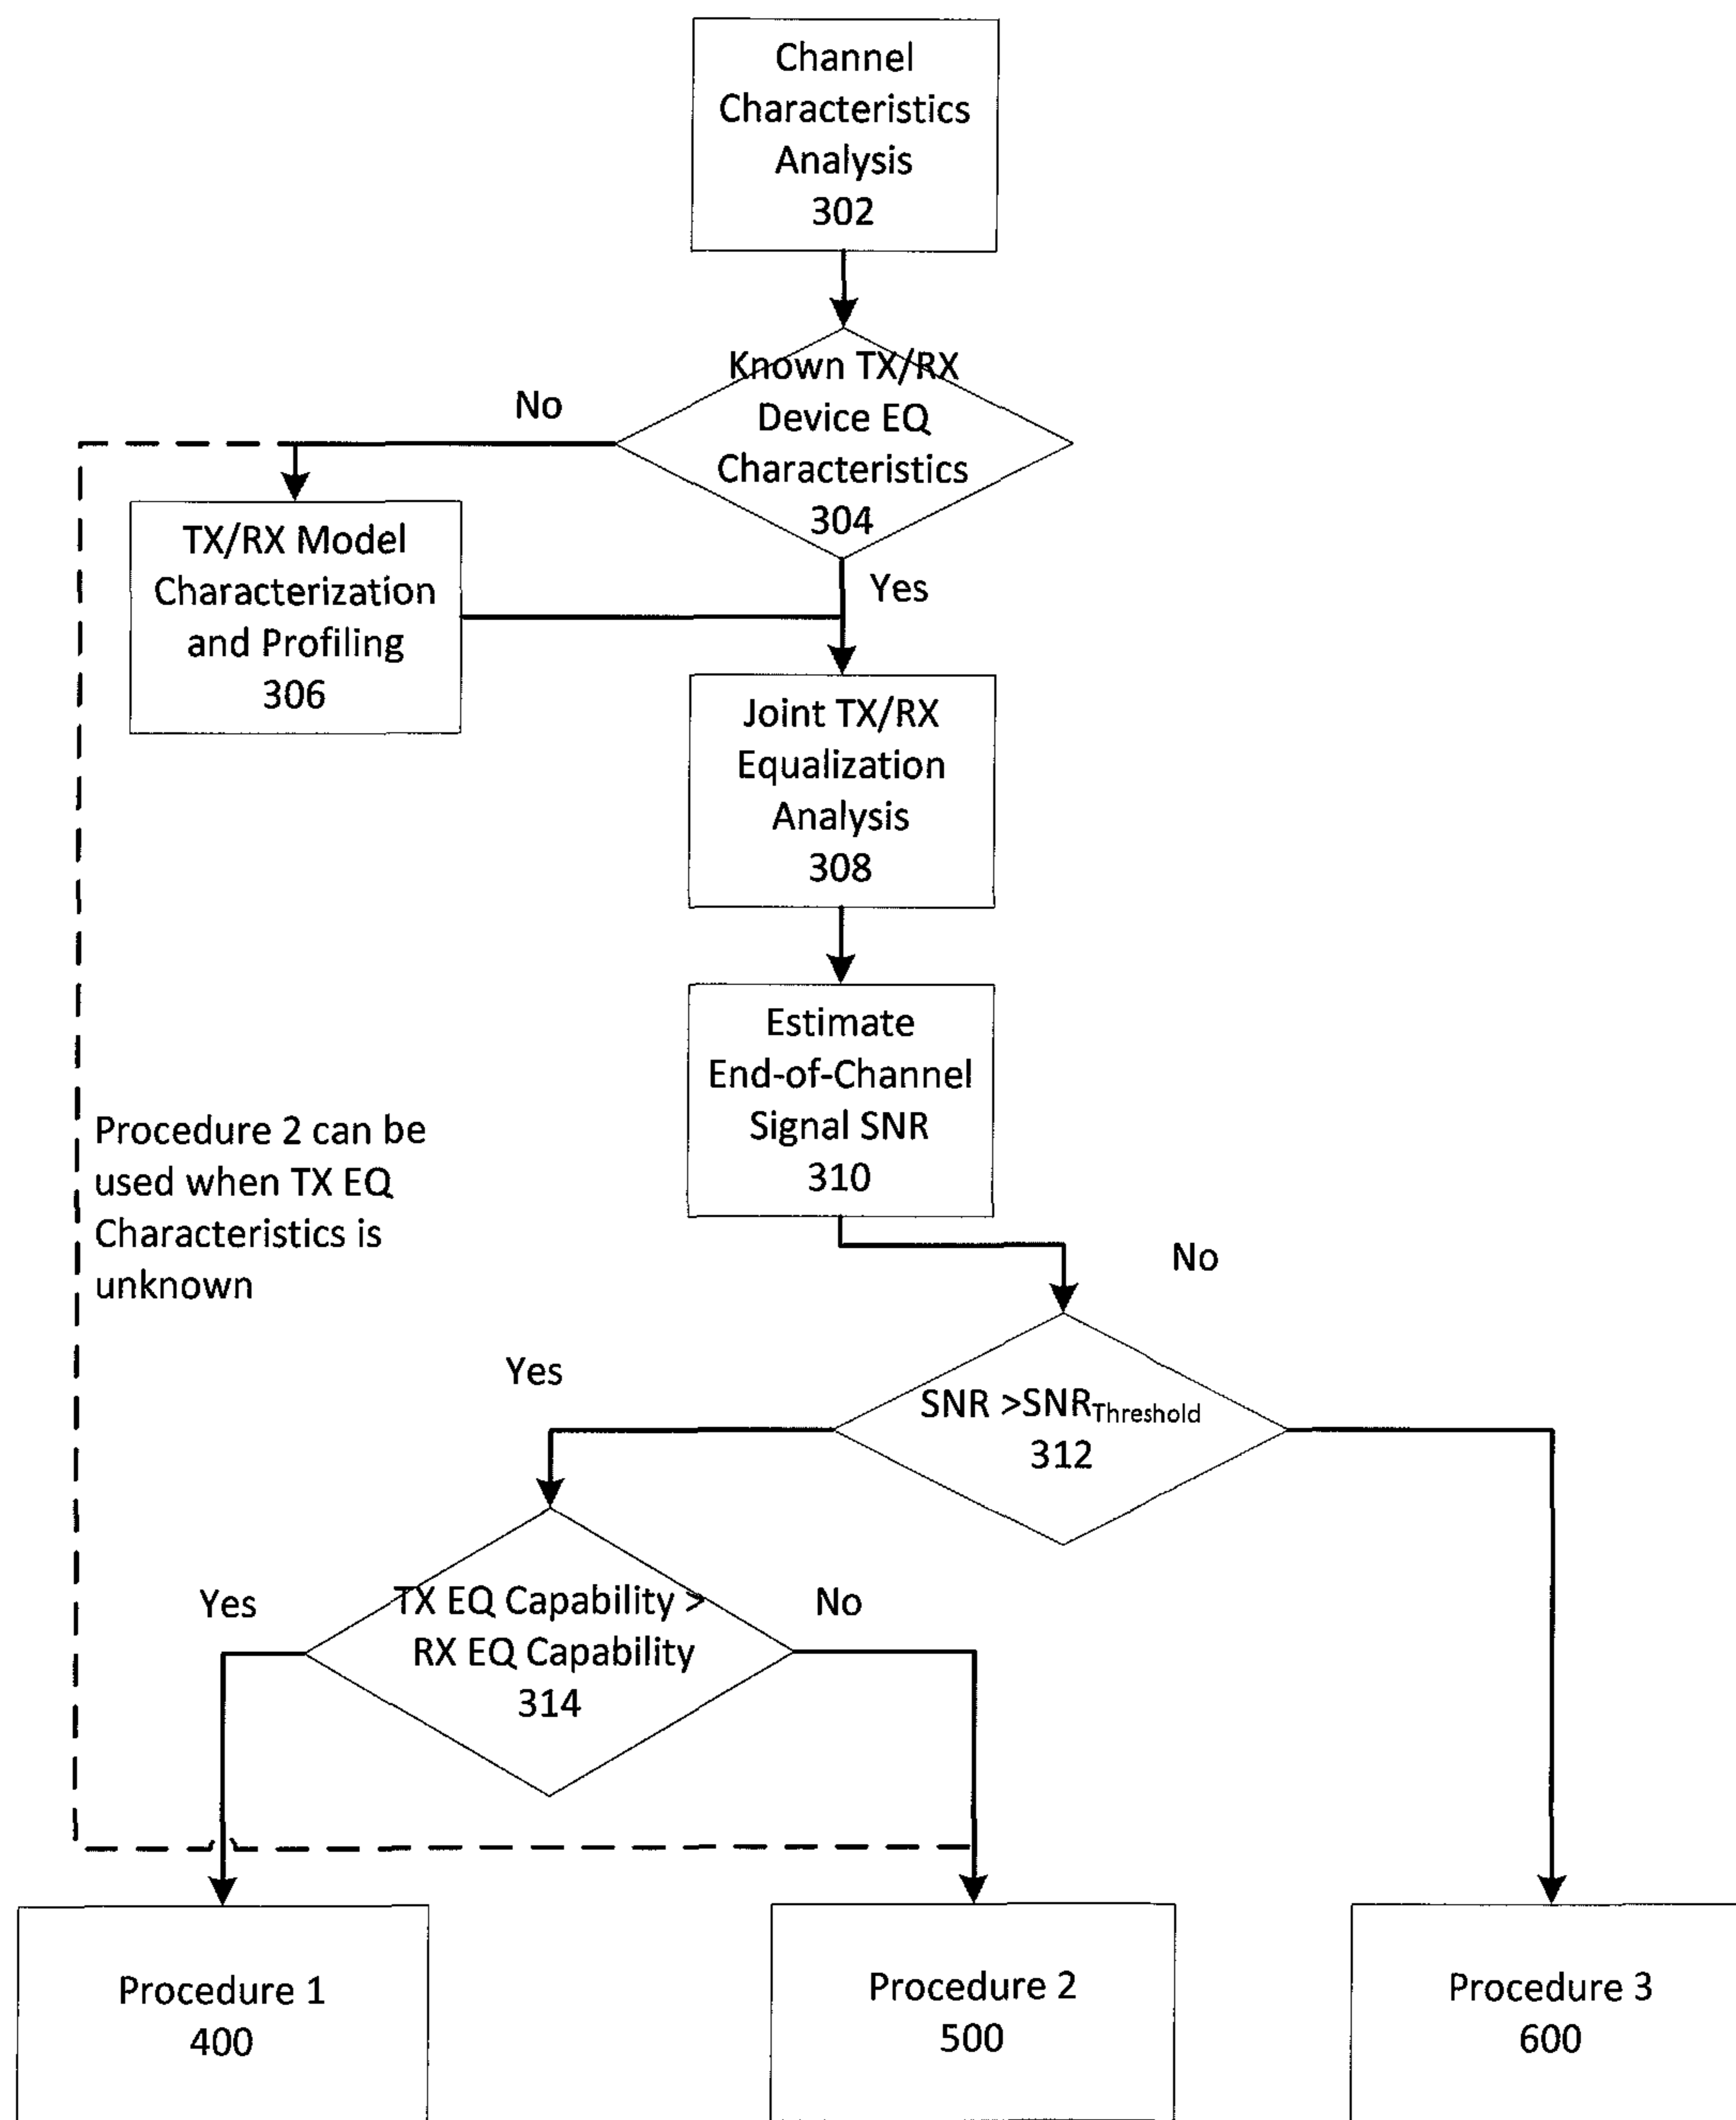 Channel
Characteristics
Analysis
302
Known TX/RX
Device EQ
Characteristics
304
No
Yes
TX/RX Model
Characterization
and Profiling
306
Joint TX/RX
Equalization
Analysis
308
Estimate
End-of-Channel
Signal SNR
310
Procedure 2 can be
used when TX EQ
Characteristics is
unknown
No
Yes
SNR >SNRThreshold
312
Yes
TX EQ Capability >
RX EQ Capability
314
No
Procedure 1
400
Procedure 2
500
Procedure 3
600